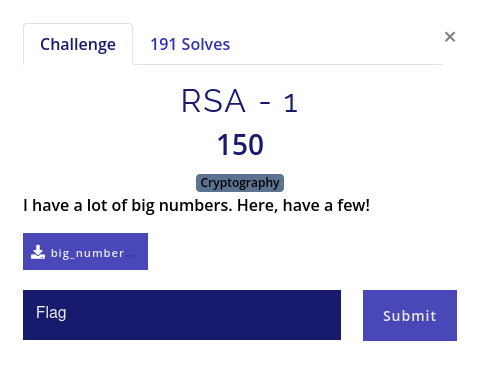 Challenge
191 Solves
×
RSA - 1
150
Cryptography
I have a lot of big numbers. Here, have a few!
big_number...
Flag
Submit